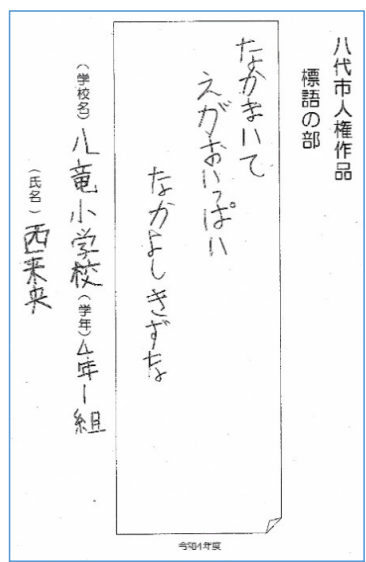 八代市人権作品
標語の部
なかまいて
えがおいっぱい
なかよしきずな
(学校名)八竜小学校(学年)4年1組
(氏名)西来来
令和4年度